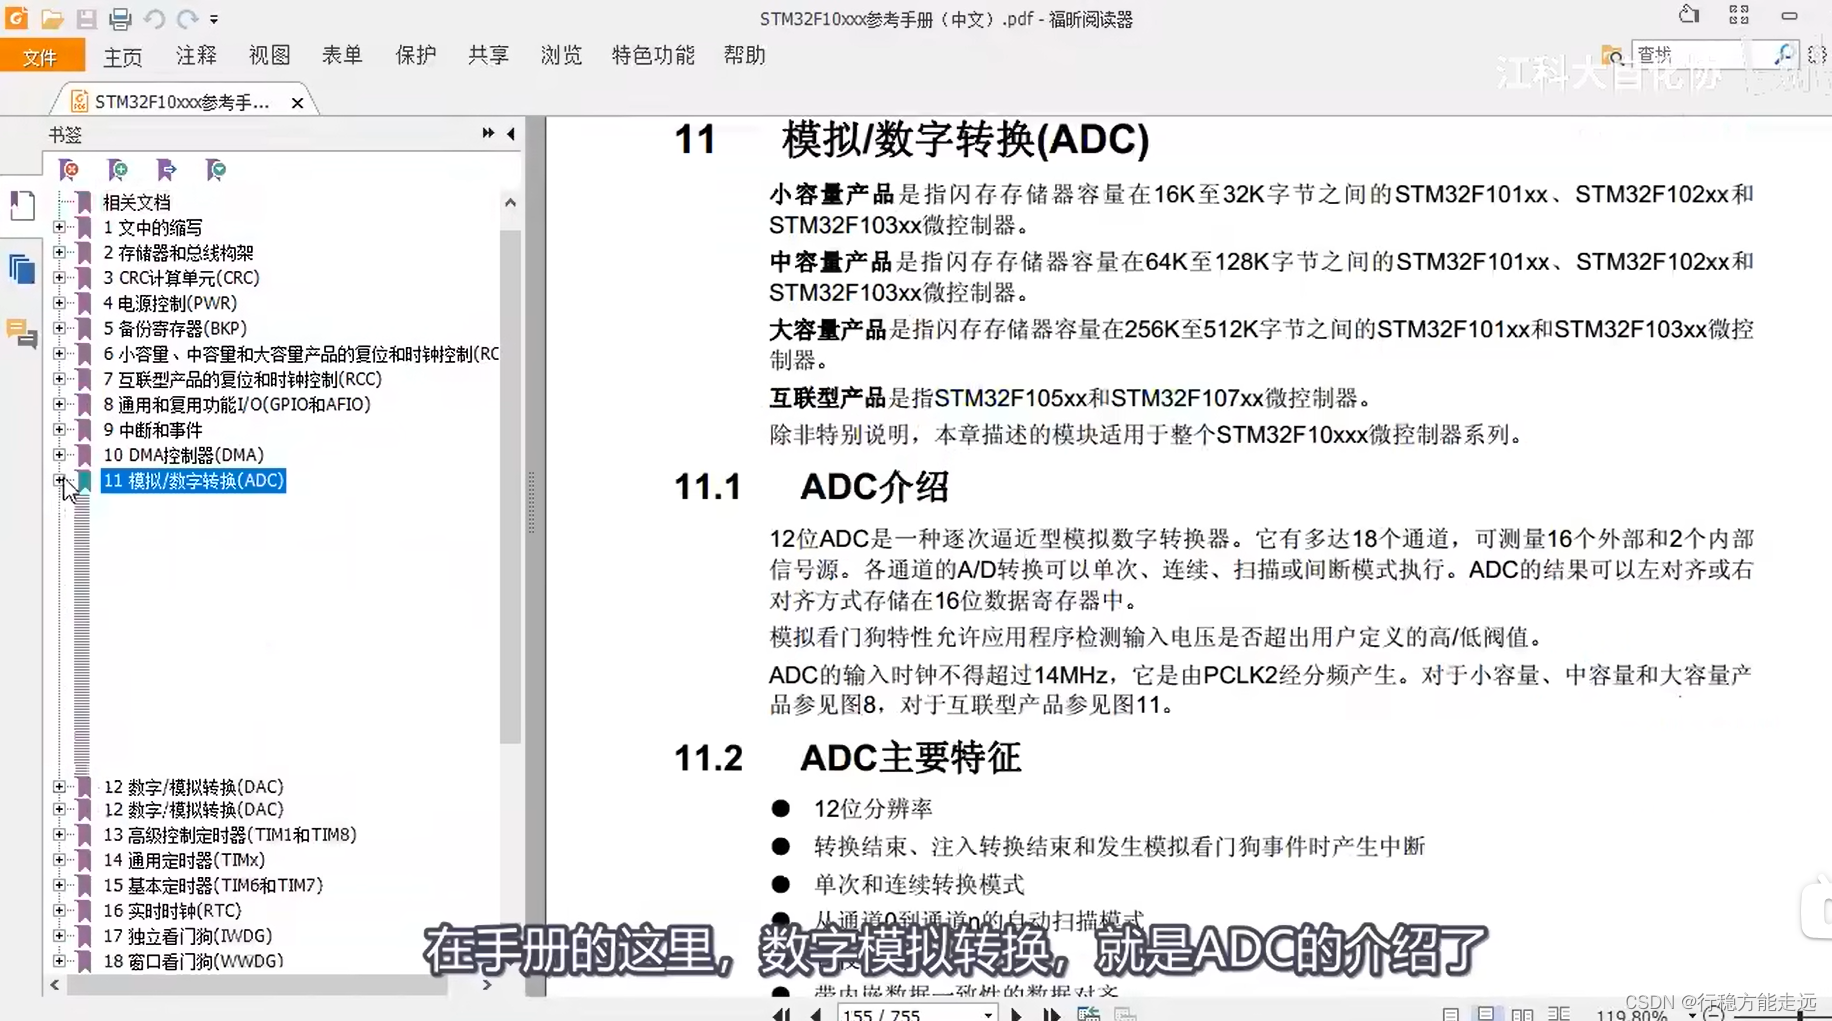 STM32F10xxx参考手册（中文）.pdf - 福昕阅读器
文件 主页 注释 视图 表单 保护 共享 浏览 特色功能 帮助
查找
江科大自化协
STM32F10xxx参考手...
书签
相关文档
1 文中的缩写
2 存储器和总线构架
3 CRC计算单元(CRC)
4 电源控制(PWR)
5 备份寄存器(BKP)
6 小容量、中容量和大容量产品的复位和时钟控制(RC
7 互联型产品的复位和时钟控制(RCC)
8 通用和复用功能I/O(GPIO和AFIO)
9 中断和事件
10 DMA控制器(DMA)
11 模拟/数字转换(ADC)
12 数字/模拟转换(DAC)
12 数字/模拟转换(DAC)
13 高级控制定时器(TIM1和TIM8)
14 通用定时器(TIMx)
15 基本定时器(TIM6和TIM7)
16 实时时钟(RTC)
17 独立看门狗(IWDG)
18 窗口看门狗(WWDG)
11 模拟/数字转换(ADC)
小容量产品是指闪存存储器容量在16K至32K字节之间的STM32F101xx、STM32F102xx和
STM32F103xx微控制器。
中容量产品是指闪存存储器容量在64K至128K字节之间的STM32F101xx、STM32F102xx和
STM32F103xx微控制器。
大容量产品是指闪存存储器容量在256K至512K字节之间的STM32F101xx和STM32F103xx微控
制器。
互联型产品是指STM32F105xx和STM32F107xx微控制器。
除非特别说明，本章描述的模块适用于整个STM32F10xxx微控制器系列。
11.1 ADC介绍
12位ADC是一种逐次逼近型模拟数字转换器。它有多达18个通道，可测量16个外部和2个内部
信号源。各通道的A/D转换可以单次、连续、扫描或间断模式执行。ADC的结果可以左对齐或右
对齐方式存储在16位数据寄存器中。
模拟看门狗特性允许应用程序检测输入电压是否超出用户定义的高/低阀值。
ADC的输入时钟不得超过14MHz，它是由PCLK2经分频产生。对于小容量、中容量和大容量产
品参见图8，对于互联型产品参见图11。
11.2 ADC主要特征
● 12位分辨率
● 转换结束、注入转换结束和发生模拟看门狗事件时产生中断
● 单次和连续转换模式
● 从通道0到通道n的自动扫描模式
在手册的这里，数字模拟转换，就是ADC的介绍了
● 带内嵌数据一致性的数据对齐
155 / 755
119.80%
CSDN @行稳方能走远